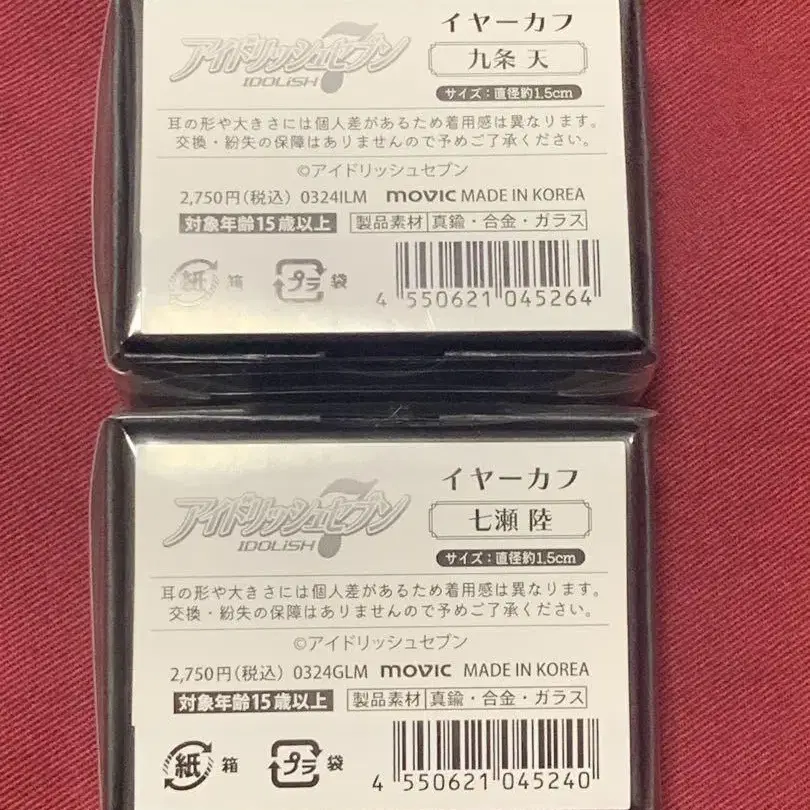 アイドリッシュセブン
7
IDOLiSH
イヤーカフ
九条 天
サイズ:直径約1.5cm
耳の形や大きさには個人差があるため着用感は異なります。
交換・紛失の保障はありませんので予めご了承ください。
©アイドリッシュセブン
2,750円(税込) 0324ILM movic MADE IN KOREA
対象年齢15歳以上 製品素材 真鍮・合金・ガラス
紙 箱 プラ 袋
4 550621 045264
アイドリッシュセブン
7
IDOLiSH
イヤーカフ
七瀬 陸
サイズ:直径約1.5cm
耳の形や大きさには個人差があるため着用感は異なります。
交換・紛失の保障はありませんので予めご了承ください。
©アイドリッシュセブン
2,750円(税込) 0324GLM movic MADE IN KOREA
対象年齢15歳以上 製品素材 真鍮・合金・ガラス
紙 箱 プラ 袋
4 550621 045240